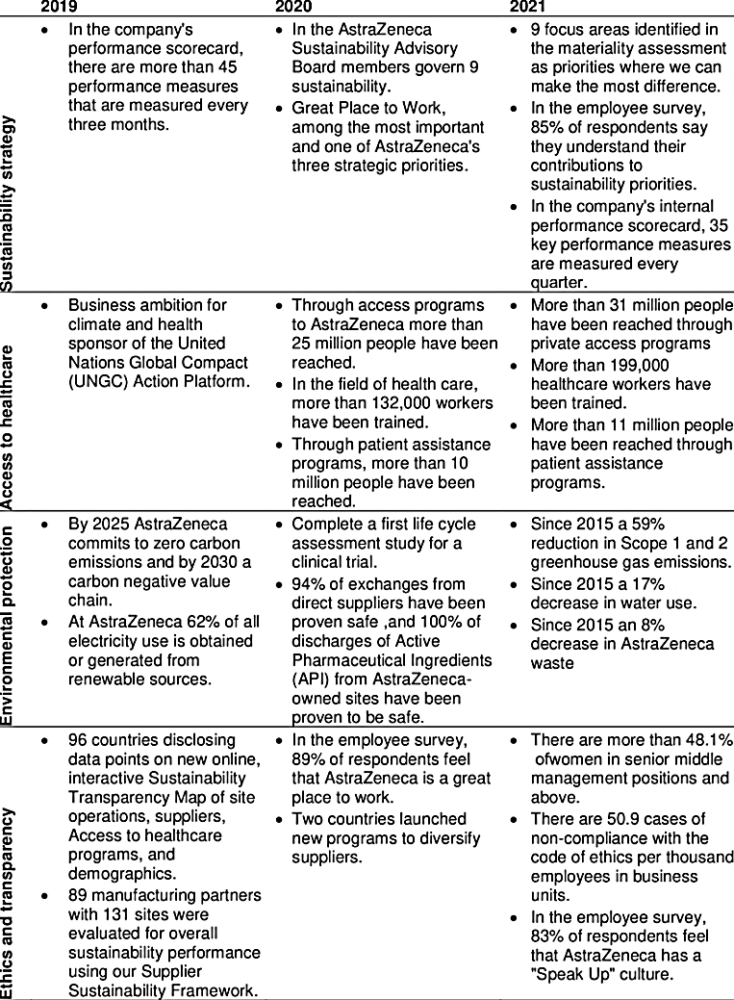 2019 2020 2021
Sustainability strategy
• In the company's
performance scorecard,
there are more than 45
performance measures
that are measured every
three months.
• In the AstraZeneca
Sustainability Advisory
Board members govern 9
sustainability.
• Great Place to Work,
among the most important
and one of AstraZeneca's
three strategic priorities.
• 9 focus areas identified in
the materiality assessment
as priorities where we can
make the most difference.
• In the employee survey,
85% of respondents say
they understand their
contributions to
sustainability priorities.
• In the company's internal
performance scorecard, 35
key performance measures
are measured every
quarter.
Access to healthcare
• Business ambition for
climate and health
sponsor of the United
Nations Global Compact
(UNGC) Action Platform.
• Through access programs
to AstraZeneca more than
25 million people have been
reached.
• In the field of health care,
more than 132,000 workers
have been trained.
• Through patient assistance
programs, more than 10
million people have been
reached.
• More than 31 million people
have been reached through
private access programs
• More than 199,000
healthcare workers have
been trained.
• More than 11 million people
have been reached through
patient assistance
programs.
Environmental protection
• By 2025 AstraZeneca
commits to zero carbon
emissions and by 2030 a
carbon negative value
chain.
• At AstraZeneca 62% of all
electricity use is obtained
or generated from
renewable sources.
• Complete a first life cycle
assessment study for a
clinical trial.
• 94% of exchanges from
direct suppliers have been
proven safe ,and 100% of
discharges of Active
Pharmaceutical Ingredients
(API) from AstraZeneca-
owned sites have been
proven to be safe.
• Since 2015 a 59%
reduction in Scope 1 and 2
greenhouse gas emissions.
• Since 2015 a 17%
decrease in water use.
• Since 2015 an 8%
decrease in AstraZeneca
waste
Ethics and transparency
• 96 countries disclosing
data points on new online,
interactive Sustainability
Transparency Map of site
operations, suppliers,
Access to healthcare
programs, and
demographics.
• 89 manufacturing partners
with 131 sites were
evaluated for overall
sustainability performance
using our Supplier
Sustainability Framework.
• In the employee survey,
89% of respondents feel
that AstraZeneca is a great
place to work.
• Two countries launched
new programs to diversify
suppliers.
• There are more than 48.1%
ofwomen in senior middle
management positions and
above.
• There are 50.9 cases of
non-compliance with the
code of ethics per thousand
employees in business
units.
• In the employee survey,
83% of respondents feel
that AstraZeneca has a
"Speak Up" culture.